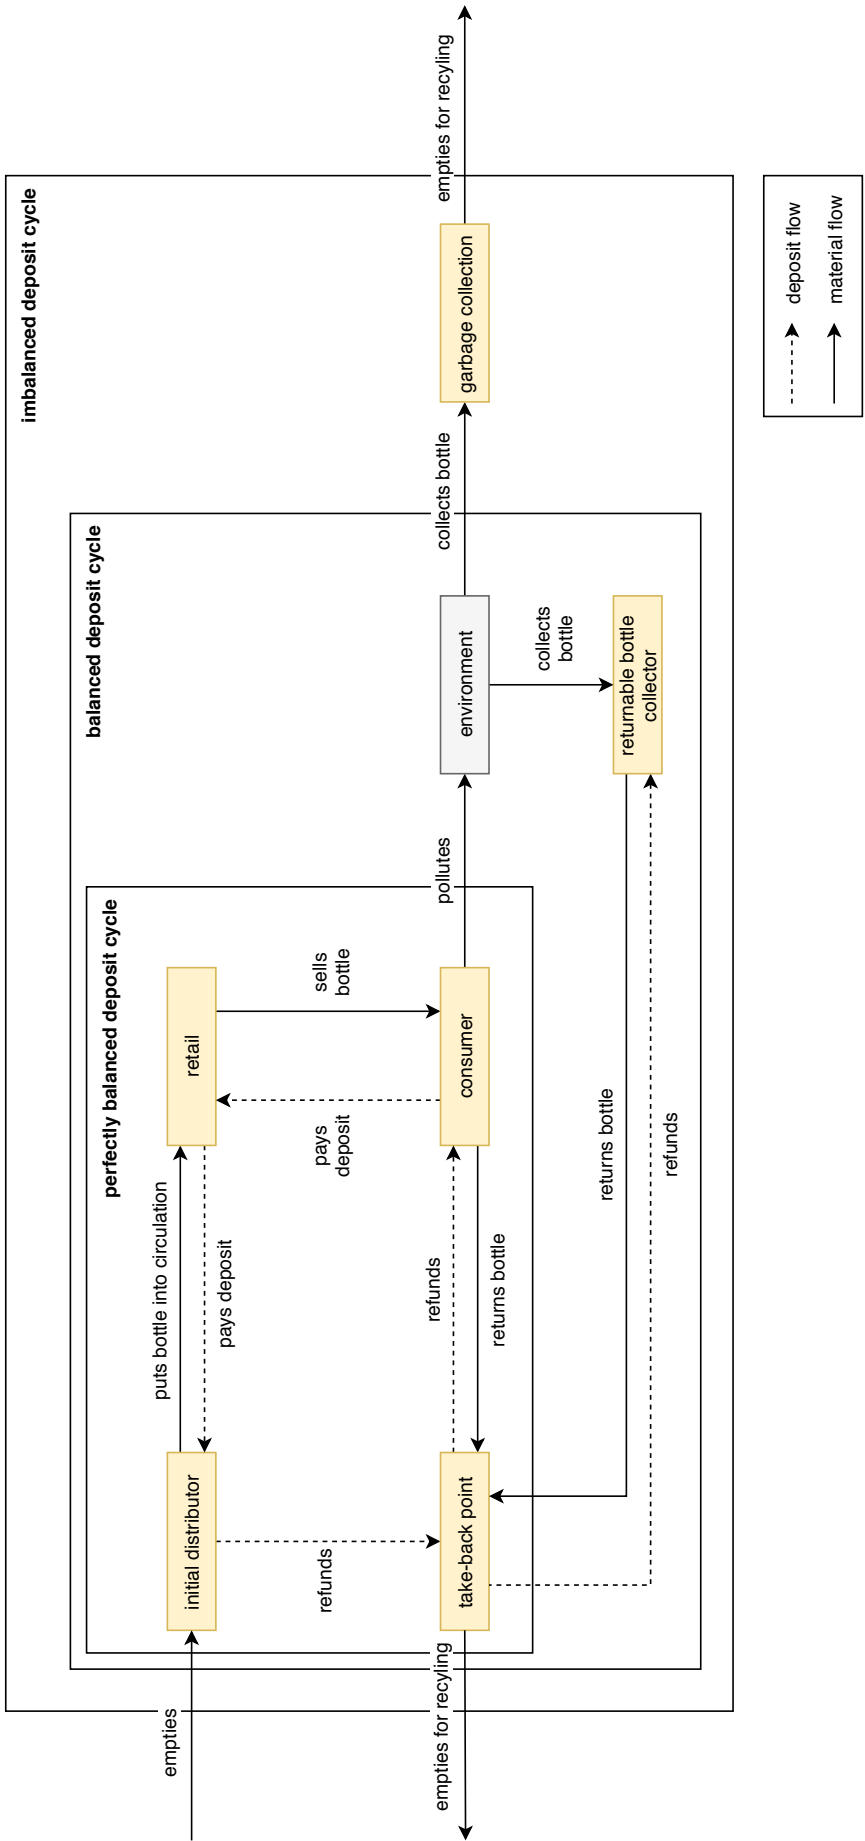 imbalanced deposit cycle
balanced deposit cycle
perfectly balanced deposit cycle
empties
initial distributor
puts bottle into circulation
pays deposit
retail
refunds
pays
deposit
sells
bottle
empties for recyling
take-back point
refunds
returns bottle
consumer
pollutes
environment
collects bottle
garbage collection
empties for recyling
collects
bottle
returns bottle
refunds
returnable bottle
collector
deposit flow
material flow